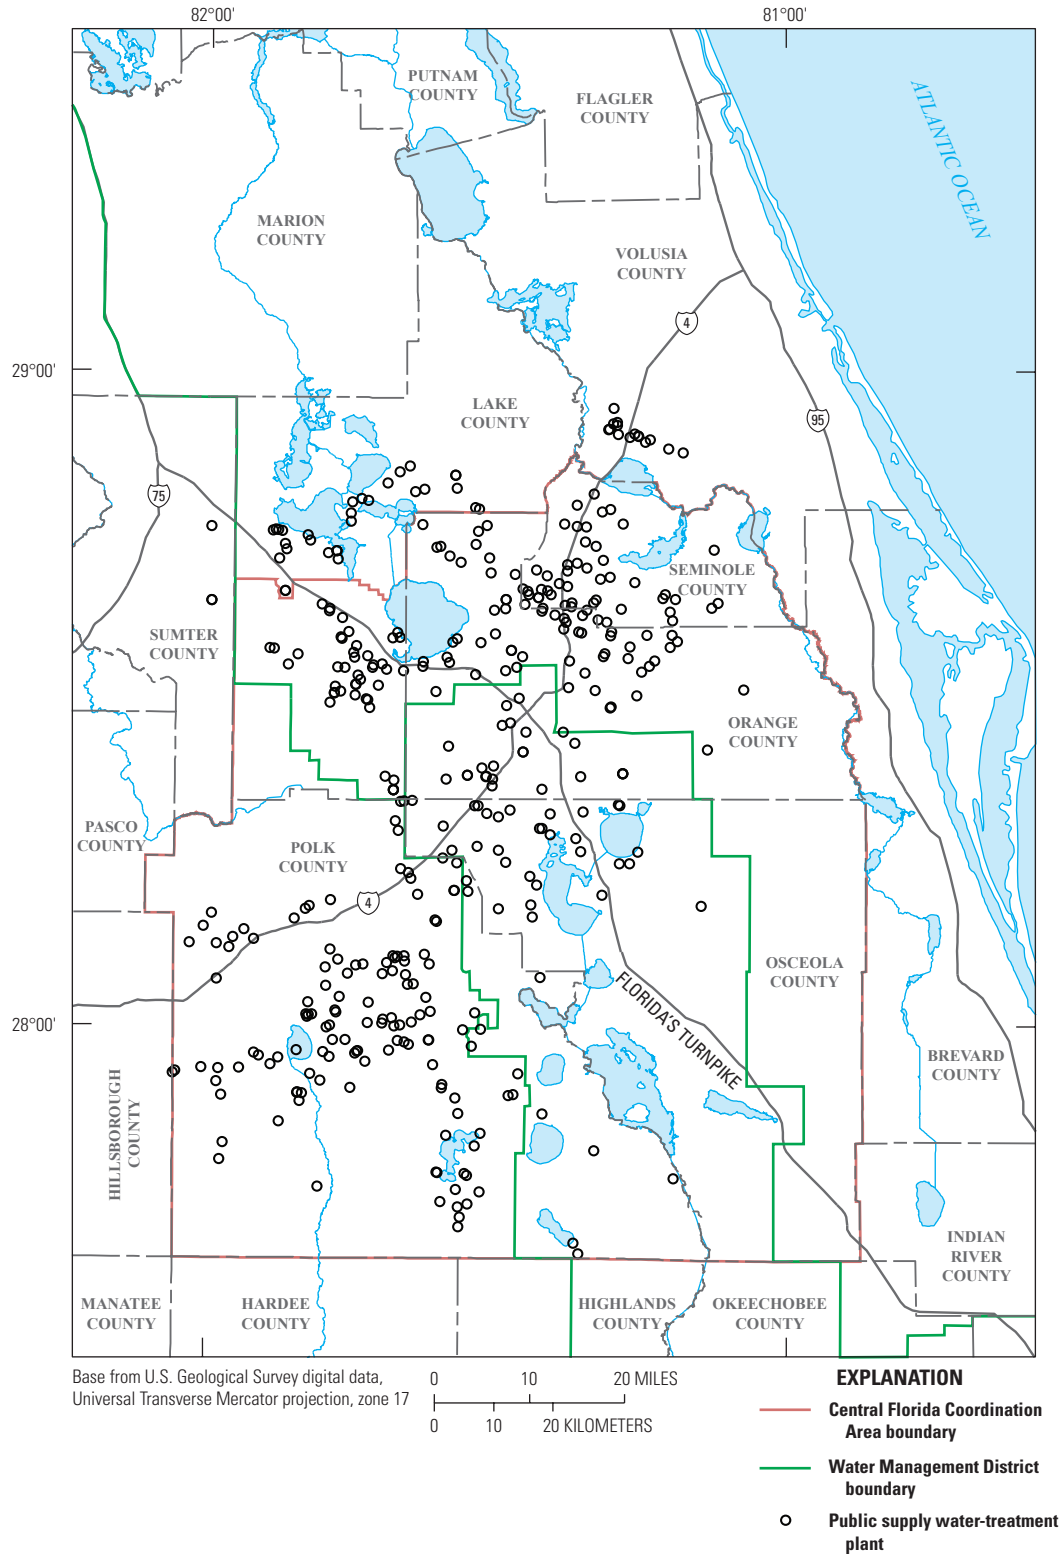 82°00'
81°00'
PUTNAM
COUNTY
FLAGLER
COUNTY
ATLANTIC OCEAN
MARION
COUNTY
VOLUSIA
COUNTY
4
29°00'
LAKE
COUNTY
95
75
SEMINOLE
COUNTY
SUMTER
COUNTY
ORANGE
COUNTY
PASCO
COUNTY
POLK
COUNTY
4
OSCEOLA
COUNTY
FLORIDA'S TURNPIKE
28°00'
BREVARD
COUNTY
HILLSBOROUGH
COUNTY
INDIAN
RIVER
COUNTY
MANATEE
COUNTY
HARDEE
COUNTY
HIGHLANDS
COUNTY
OKEECHOBEE
COUNTY
Base from U.S. Geological Survey digital data,
Universal Transverse Mercator projection, zone 17
0 10 20 MILES
0 10 20 KILOMETERS
EXPLANATION
Central Florida Coordination
Area boundary
Water Management District
boundary
Public supply water-treatment
plant